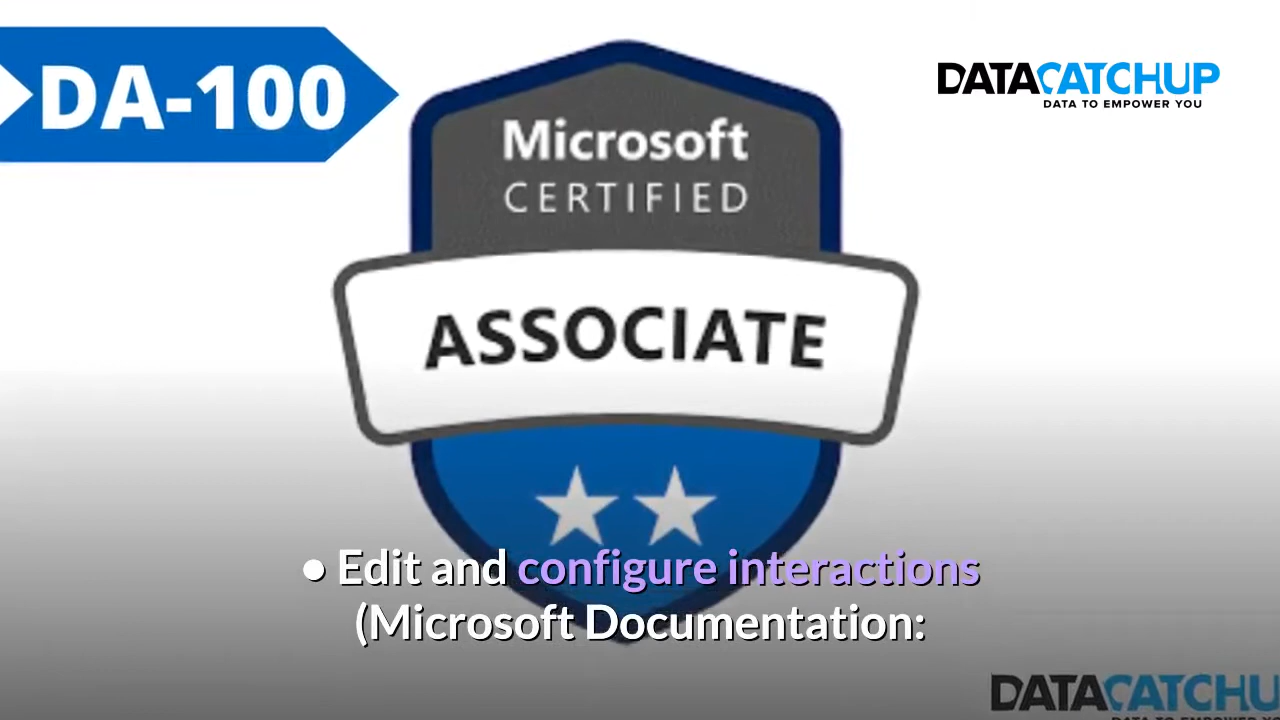 DA-100
DATACATCHUP
DATA TO EMPOWER YOU
Microsoft
CERTIFIED
ASSOCIATE
• Edit and configure interactions
(Microsoft Documentation:
DATACATCHU